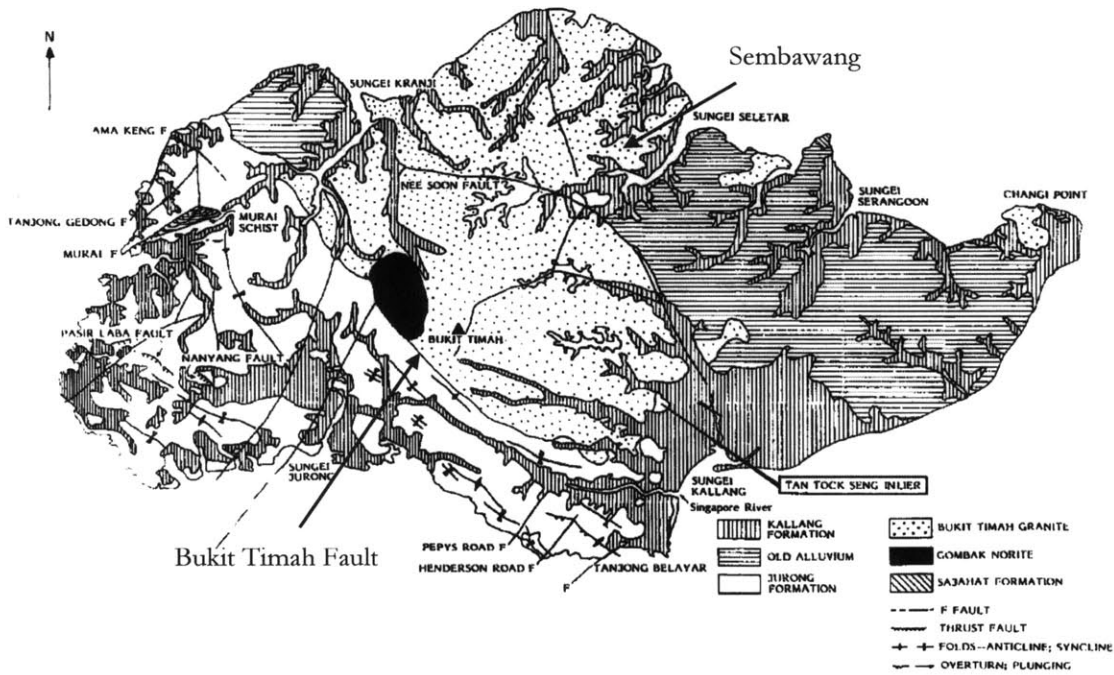 N
Sembawang
SUNGEI KRANJI
SUNGEI SELETAR
AMA KENG F
NEE SOON FAULT
SUNGEI
SERANGOON
CHANGI POINT
TANJONG GEDONG F
MURAI
SCHIST
MURAI F
PASIR LABA FAULT
BUKIT TIMAH
NANYANG FAULT
SUNGEI
JURONG
SUNGEI
KALLANG
TAN TOCK SENG INLIER
Singapore River
Bukit Timah Fault
PEPYS ROAD F
HENDERSON ROAD F
TANJONG BELAYAR
F
KALLANG
FORMATION
OLD ALLUVIUM
JURONG
FORMATION
BUKIT TIMAH GRANITE
GOMBAK NORITE
SAJAHAT FORMATION
F FAULT
THRUST FAULT
FOLDS--ANTICLINE; SYNCLINE
OVERTURN; PLUNGING